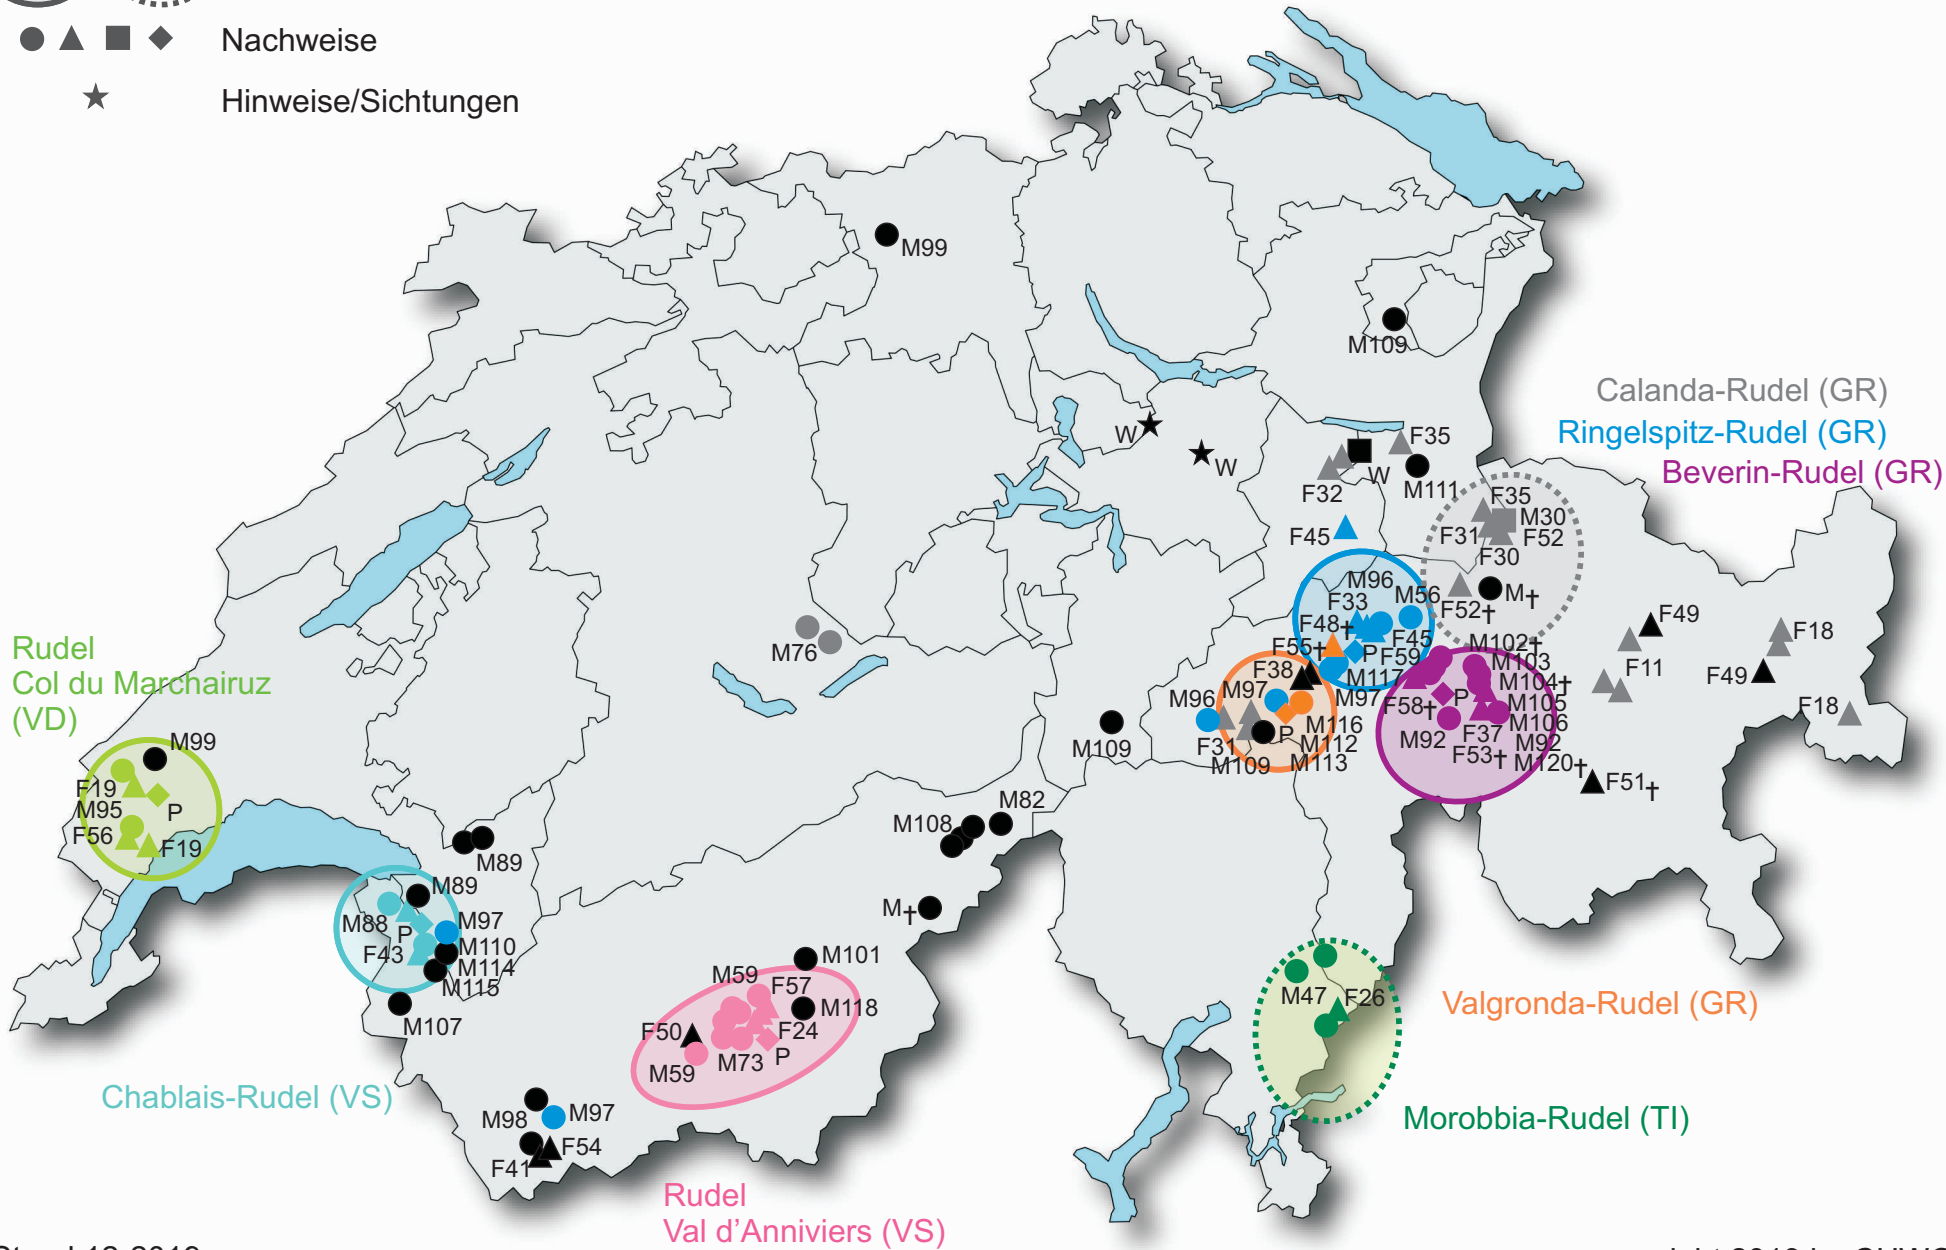 Nachweise
Hinweise/Sichtungen
M99
M109
Calanda-Rudel (GR)
Ringelspitz-Rudel (GR)
Beverin-Rudel (GR)
W
W
F35
W
F32
M111
F35
M30
F31
F52
F30
F45
M96
M56
F33
F52†
M†
F48†
F45
F55†
P
F59
F49
F18
F11
F49
F18
M76
Rudel
Col du Marchairuz
(VD)
M102†
M103
M104†
M105
M106
F58†
P
M92
F37
M92
F53†
M120†
F51†
F38
M117
M97
M96
M97
M116
P
F31
M112
M109
M113
M109
M99
F19
M95
P
F56
F19
M82
M108
M89
M89
M88
M97
P
F43
M110
M114
M115
M107
M†
M101
M59
F57
M118
F50
F24
M73
P
M59
M47
F26
Valgronda-Rudel (GR)
Chablais-Rudel (VS)
Morobbia-Rudel (TI)
M98
M97
F54
F41
Rudel
Val d’Anniviers (VS)